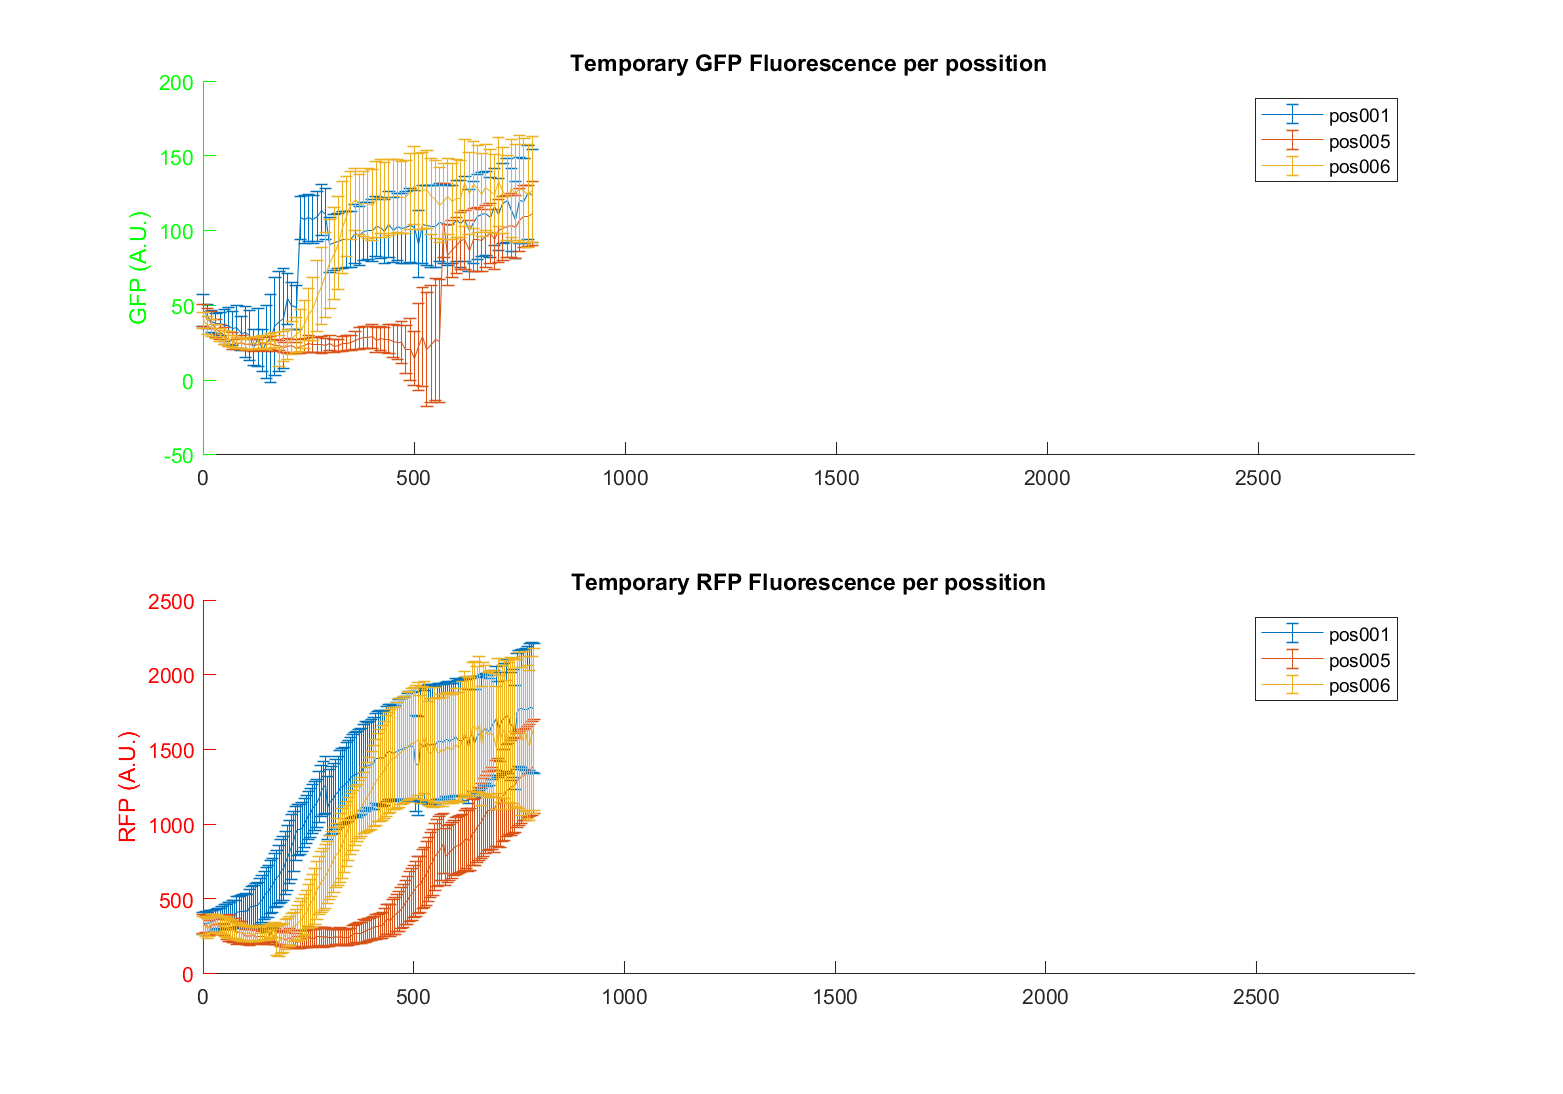 Temporary GFP Fluorescence per possition
200
150
100
50
0
-50
GFP (A.U.)
0 500 1000 1500 2000 2500
pos001
pos005
pos006
Temporary RFP Fluorescence per possition
2500
2000
1500
1000
500
0
RFP (A.U.)
0 500 1000 1500 2000 2500
pos001
pos005
pos006